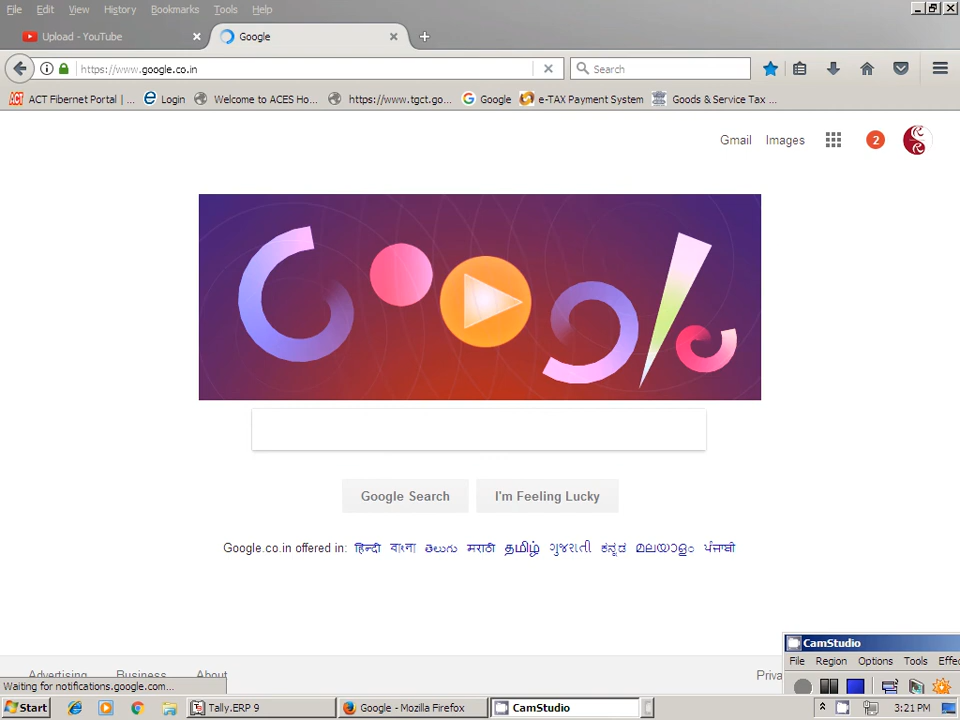 File Edit View History Bookmarks Tools Help
Upload - YouTube Google
https://www.google.co.in Search
ACT Fibernet Portal | ... Login Welcome to ACES Ho... https://www.tgct.go... Google e-TAX Payment System Goods & Service Tax ...
Gmail Images 2
Google Search I'm Feeling Lucky
Google.co.in offered in: हिन्दी বাংলা తెలుగు मराठी தமிழ் ગુજરાતી ಕನ್ನಡ മലയാളം ਪੰਜਾਬੀ
CamStudio
File Region Options Tools Effe
Advertising Business About Priva
Waiting for notifications.google.com...
Start Tally.ERP 9 Google - Mozilla Firefox CamStudio 3:21 PM